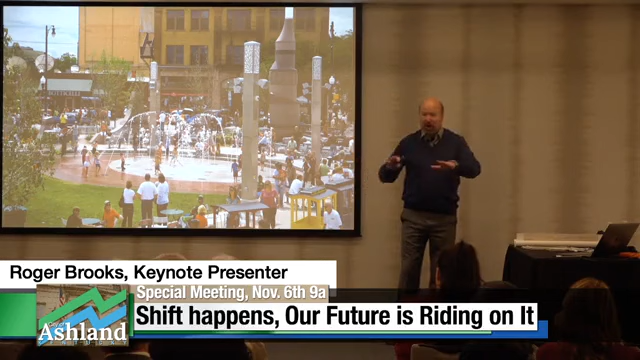 Roger Brooks, Keynote Presenter
Special Meeting, Nov. 6th 9a
Shift happens, Our Future is Riding on It
Ashland